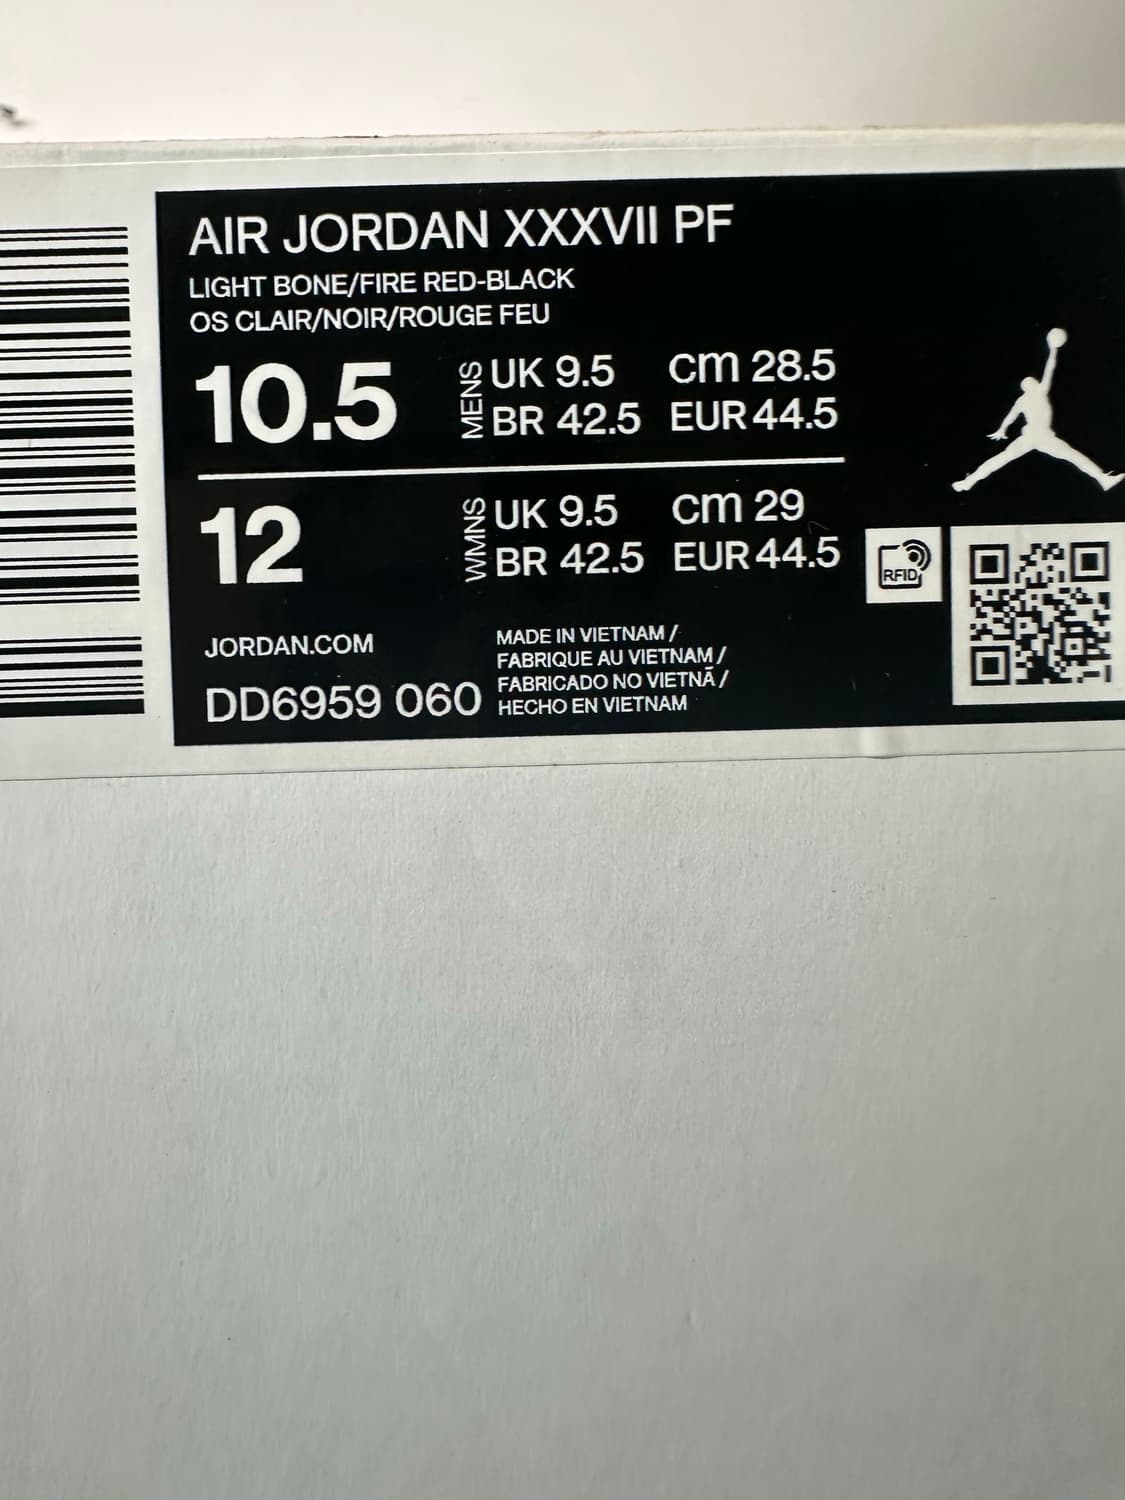 AIR JORDAN XXXVII PF
LIGHT BONE/FIRE RED-BLACK
OS CLAIR/NOIR/ROUGE FEU
10.5 MENS UK 9.5 cm 28.5
BR 42.5 EUR 44.5
12 WMNS UK 9.5 cm 29
BR 42.5 EUR 44.5
RFID
JORDAN.COM
DD6959 060
MADE IN VIETNAM /
FABRIQUE AU VIETNAM /
FABRICADO NO VIETNÃ /
HECHO EN VIETNAM